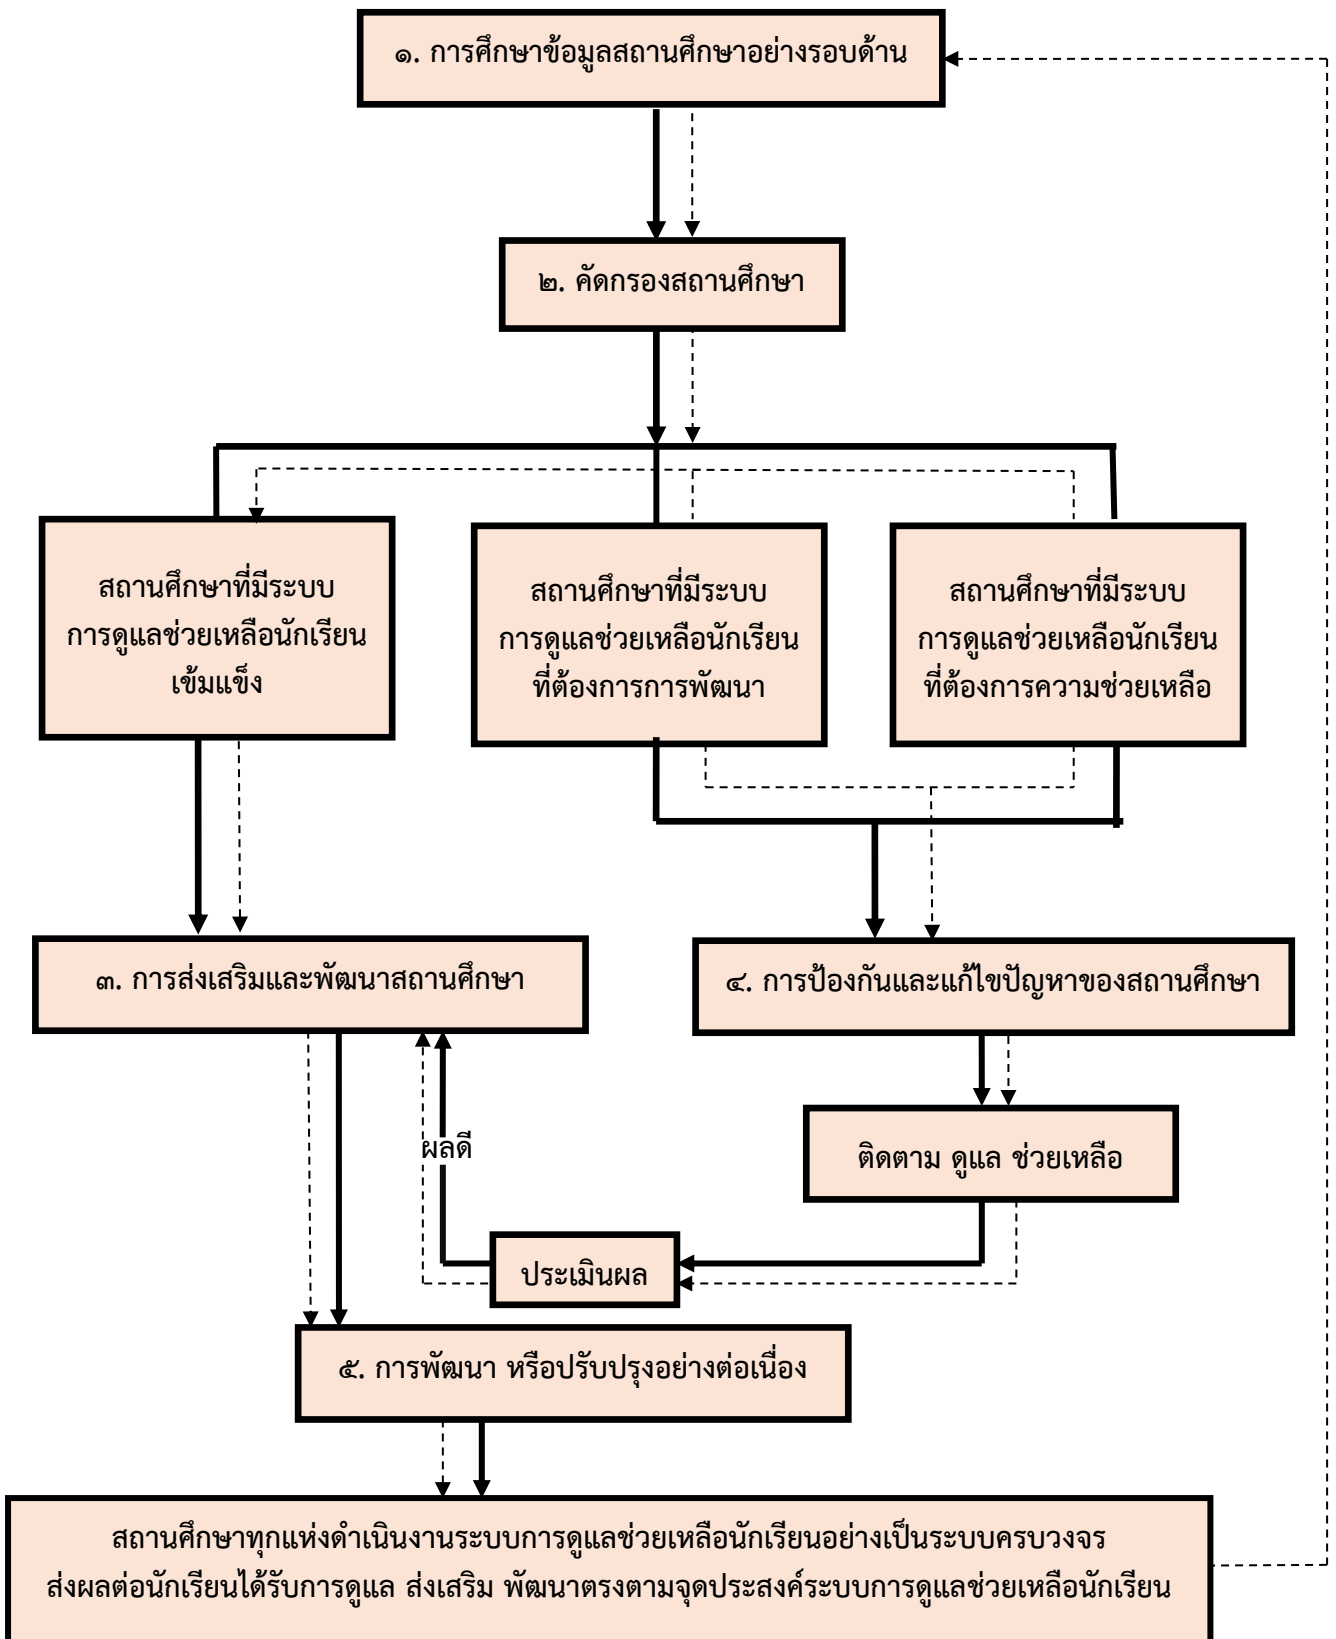 ๑. การศึกษาข้อมูลสถานศึกษาอย่างรอบด้าน
๒. คัดกรองสถานศึกษา
สถานศึกษาที่มีระบบ
การดูแลช่วยเหลือนักเรียน
เข้มแข็ง
สถานศึกษาที่มีระบบ
การดูแลช่วยเหลือนักเรียน
ที่ต้องการการพัฒนา
สถานศึกษาที่มีระบบ
การดูแลช่วยเหลือนักเรียน
ที่ต้องการความช่วยเหลือ
๓. การส่งเสริมและพัฒนาสถานศึกษา
๔. การป้องกันและแก้ไขปัญหาของสถานศึกษา
ติดตาม ดูแล ช่วยเหลือ
ผลดี
ประเมินผล
๕. การพัฒนา หรือปรับปรุงอย่างต่อเนื่อง
สถานศึกษาทุกแห่งดำเนินงานระบบการดูแลช่วยเหลือนักเรียนอย่างเป็นระบบครบวงจร
ส่งผลต่อนักเรียนได้รับการดูแล ส่งเสริม พัฒนาตรงตามจุดประสงค์ระบบการดูแลช่วยเหลือนักเรียน